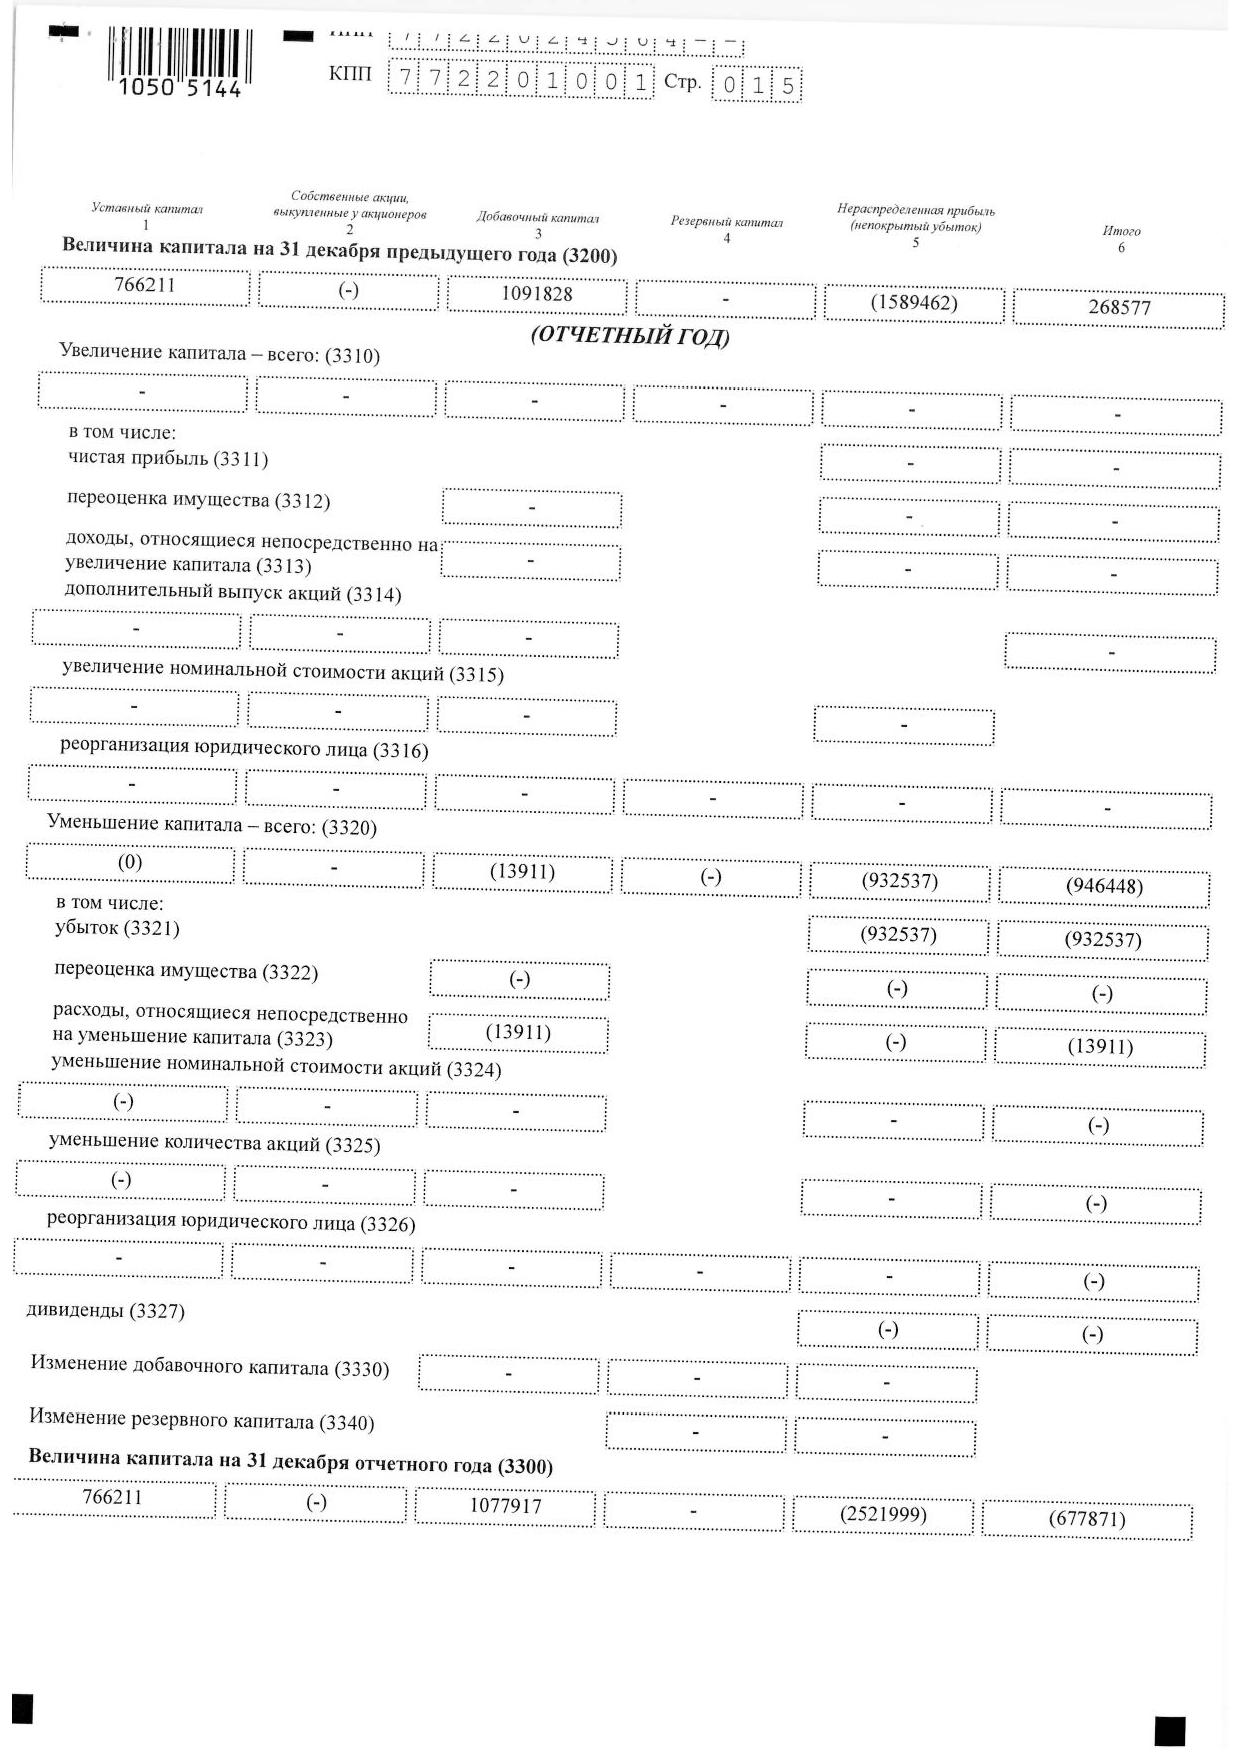 1050 5144
КПП 772201001 Стр. 015
Уставный капитал
1
Собственные акции,
выкупленные у акционеров
2
Добавочный капитал
3
Резервный капитал
4
Нераспределенная прибыль
(непокрытый убыток)
5
Итого
6
Величина капитала на 31 декабря предыдущего года (3200)
766211 (-) 1091828 - (1589462) 268577
(ОТЧЕТНЫЙ ГОД)
Увеличение капитала – всего: (3310)
- - - - - -
в том числе:
чистая прибыль (3311) - -
переоценка имущества (3312) - - -
доходы, относящиеся непосредственно на
увеличение капитала (3313) - - -
дополнительный выпуск акций (3314)
- - - -
увеличение номинальной стоимости акций (3315)
- - - -
реорганизация юридического лица (3316)
- - - - - -
Уменьшение капитала – всего: (3320)
(0) - (13911) (-) (932537) (946448)
в том числе:
убыток (3321) (932537) (932537)
переоценка имущества (3322) (-) (-) (-)
расходы, относящиеся непосредственно
на уменьшение капитала (3323) (13911) (-) (13911)
уменьшение номинальной стоимости акций (3324)
(-) - - - (-)
уменьшение количества акций (3325)
(-) - - - (-)
реорганизация юридического лица (3326)
- - - - - (-)
дивиденды (3327) (-) (-)
Изменение добавочного капитала (3330) - - -
Изменение резервного капитала (3340) - -
Величина капитала на 31 декабря отчетного года (3300)
766211 (-) 1077917 - (2521999) (677871)